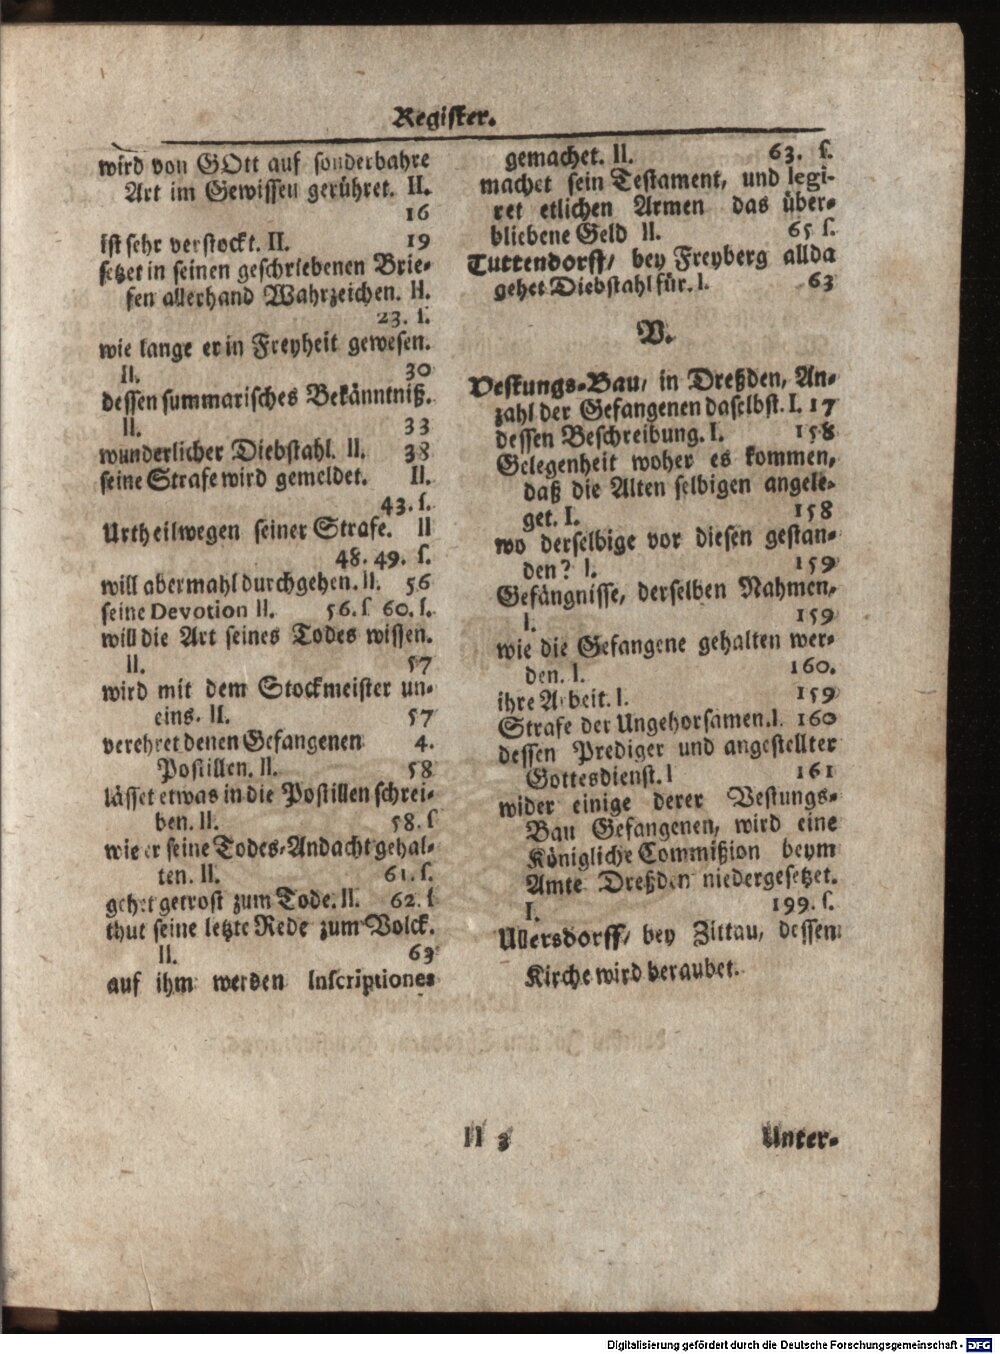 Register.
wird von GOtt auf sonderbahre
Art im Gewissen gerühret. II.
16
ist sehr verstockt. II. 19
setzet in seinen geschriebenen Brie-
fen allerhand Wahrzeichen. II.
23. f.
wie lange er in Freyheit gewesen.
II. 30
dessen summarisches Bekänntniß.
II. 33
wunderlicher Diebstahl. II. 38
seine Strafe wird gemeldet. II.
43. f.
Urtheil wegen seiner Strafe. II
48. 49. f.
will abermahl durchgehen. II. 56
seine Devotion II. 56. f 60. f.
will die Art seines Todes wissen.
II. 57
wird mit dem Stockmeister un-
eins. II. 57
verehret denen Gefangenen 4.
Postillen. II. 58
lässet etwas in die Postillen schrei-
ben. II. 58. f
wie er seine Todes-Andacht gehal-
ten. II. 61. f.
gehet getrost zum Tode. II. 62. f
thut seine letzte Rede zum Volck.
II. 63
auf ihm werden Inscriptiones
gemachet. II. 63. f.
machet sein Testament, und legi-
ret etlichen Armen das über-
bliebene Geld II. 65 f.
Tuttendorff/ bey Freyberg allda
gehet Diebstahl für. I. 63
V.
Vestungs-Bau/ in Dreßden, An-
zahl der Gefangenen daselbst. I. 17
dessen Beschreibung. I. 158
Gelegenheit woher es kommen,
daß die Alten selbigen angele-
get. I. 158
wo derselbige vor diesen gestan-
den? I. 159
Gefängnisse, derselben Nahmen,
I. 159
wie die Gefangene gehalten wer-
den. I. 160.
ihre Arbeit. I. 159
Strafe der Ungehorsamen. I. 160
dessen Prediger und angestellter
Gottesdienst. I 161
wider einige derer Vestungs-
Bau Gefangenen, wird eine
Königliche Commißion beym
Amte Dreßden niedergesetzet.
I. 199. f.
Ullersdorff/ bey Zittau, dessen
Kirche wird beraubet.
ll 3 Unter-
Digitalisierung gefördert durch die Deutsche Forschungsgemeinschaft - DFG